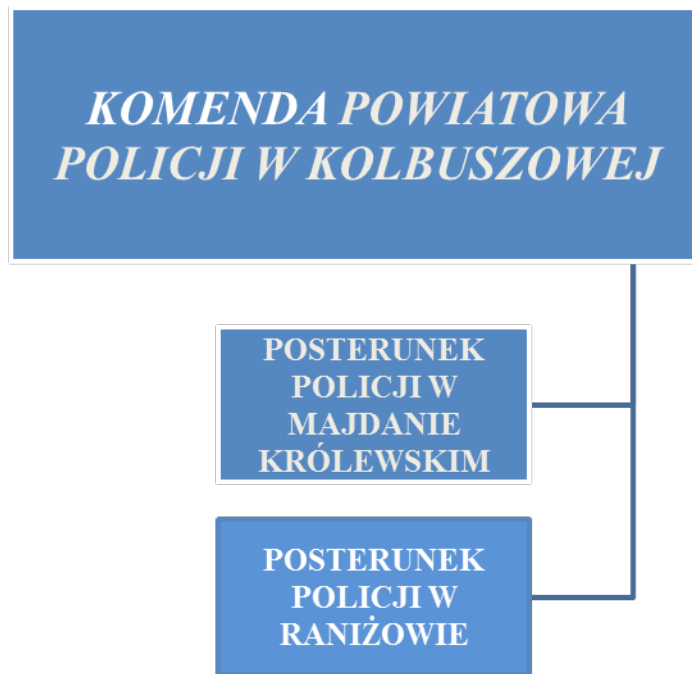 KOMENDA POWIATOWA
POLICJI W KOLBUSZOWEJ
POSTERUNEK
POLICJI W
MAJDANIE
KRÓLEWSKIM
POSTERUNEK
POLICJI W
RANIŻOWIE